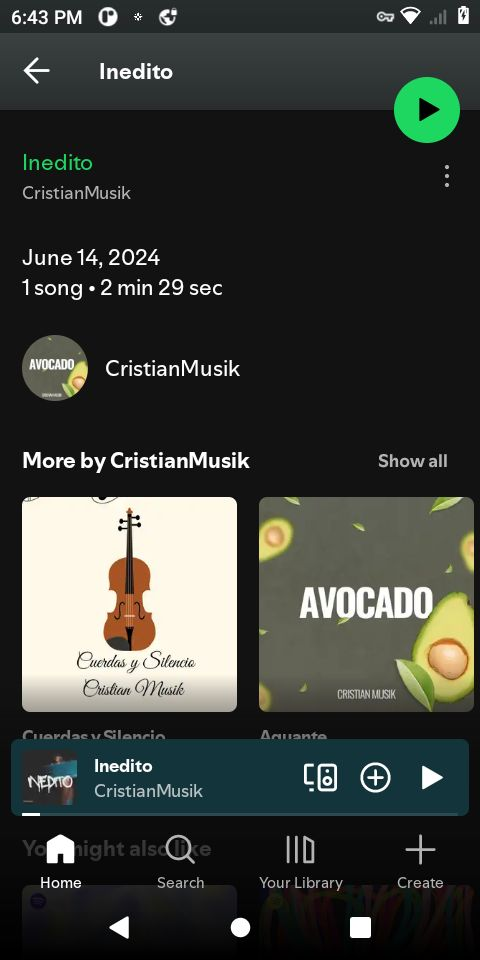 6:43 PM
Inedito
Inedito
CristianMusik
June 14, 2024
1 song • 2 min 29 sec
AVOCADO
CristianMusik
More by CristianMusik
Show all
Cuerdas y Silencio
Cristian Musik
AVOCADO
CRISTIAN MUSIK
Cuerdas y Silencio
Aguante
INEDITO
Inedito
CristianMusik
You might also like
Home
Search
Your Library
Create